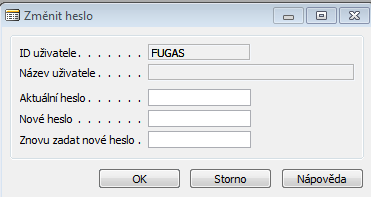 Změnit heslo
ID uživatele . . . . . . . FUGAS
Název uživatele . . . . .
Aktuální heslo . . . . . .
Nové heslo . . . . . . . .
Znovu zadat nové heslo .
OK Storno Nápověda